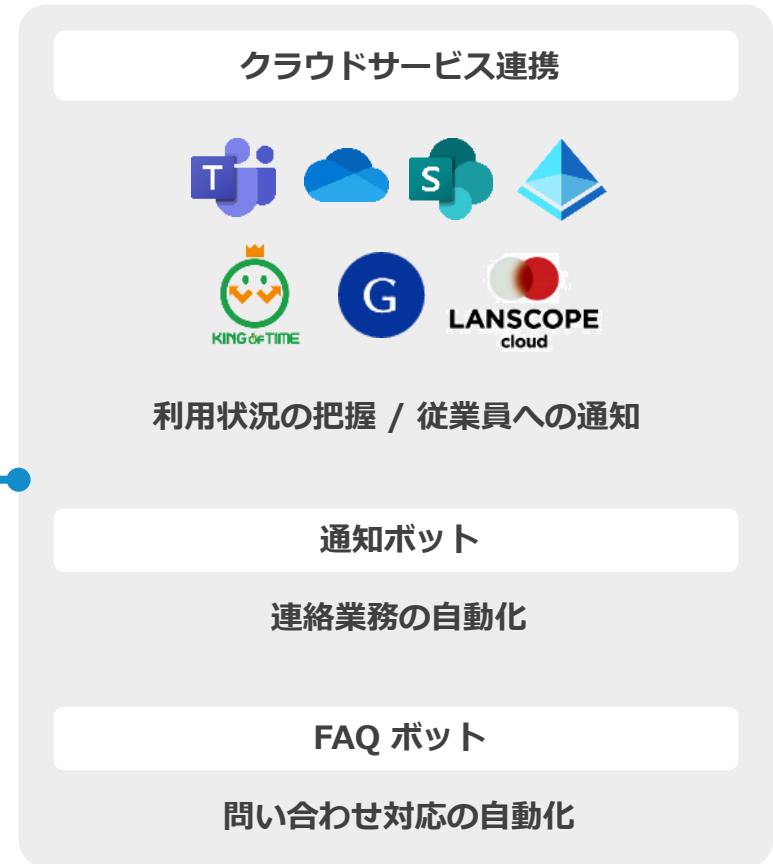 クラウドサービス連携
T
S
G
KING OF TIME
LANSCOPE
cloud
利用状況の把握 / 従業員への通知
通知ボット
連絡業務の自動化
FAQ ボット
問い合わせ対応の自動化